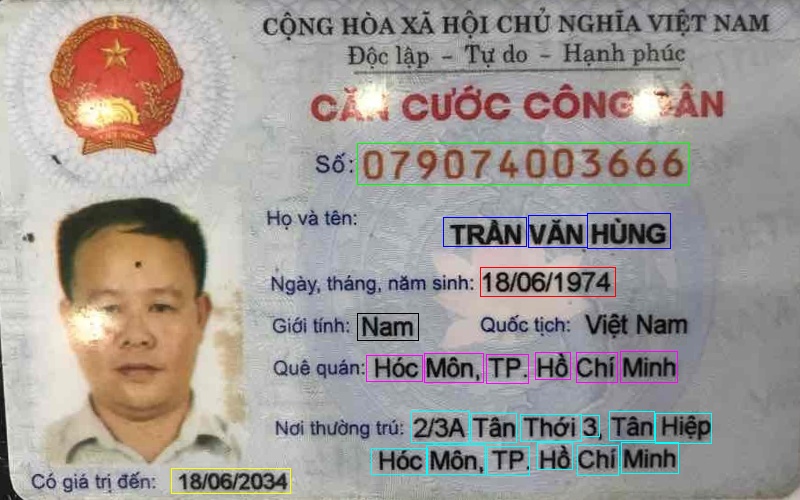 CỘNG HÒA XÃ HỘI CHỦ NGHĨA VIỆT NAM
Độc lập - Tự do - Hạnh phúc
CĂN CƯỚC CÔNG DÂN
Số: 079074003666
Họ và tên:
TRẦN VĂN HÙNG
Ngày, tháng, năm sinh: 18/06/1974
Giới tính: Nam Quốc tịch: Việt Nam
Quê quán: Hóc Môn, TP. Hồ Chí Minh
Nơi thường trú: 2/3A Tân Thới 3, Tân Hiệp
Hóc Môn, TP. Hồ Chí Minh
Có giá trị đến: 18/06/2034